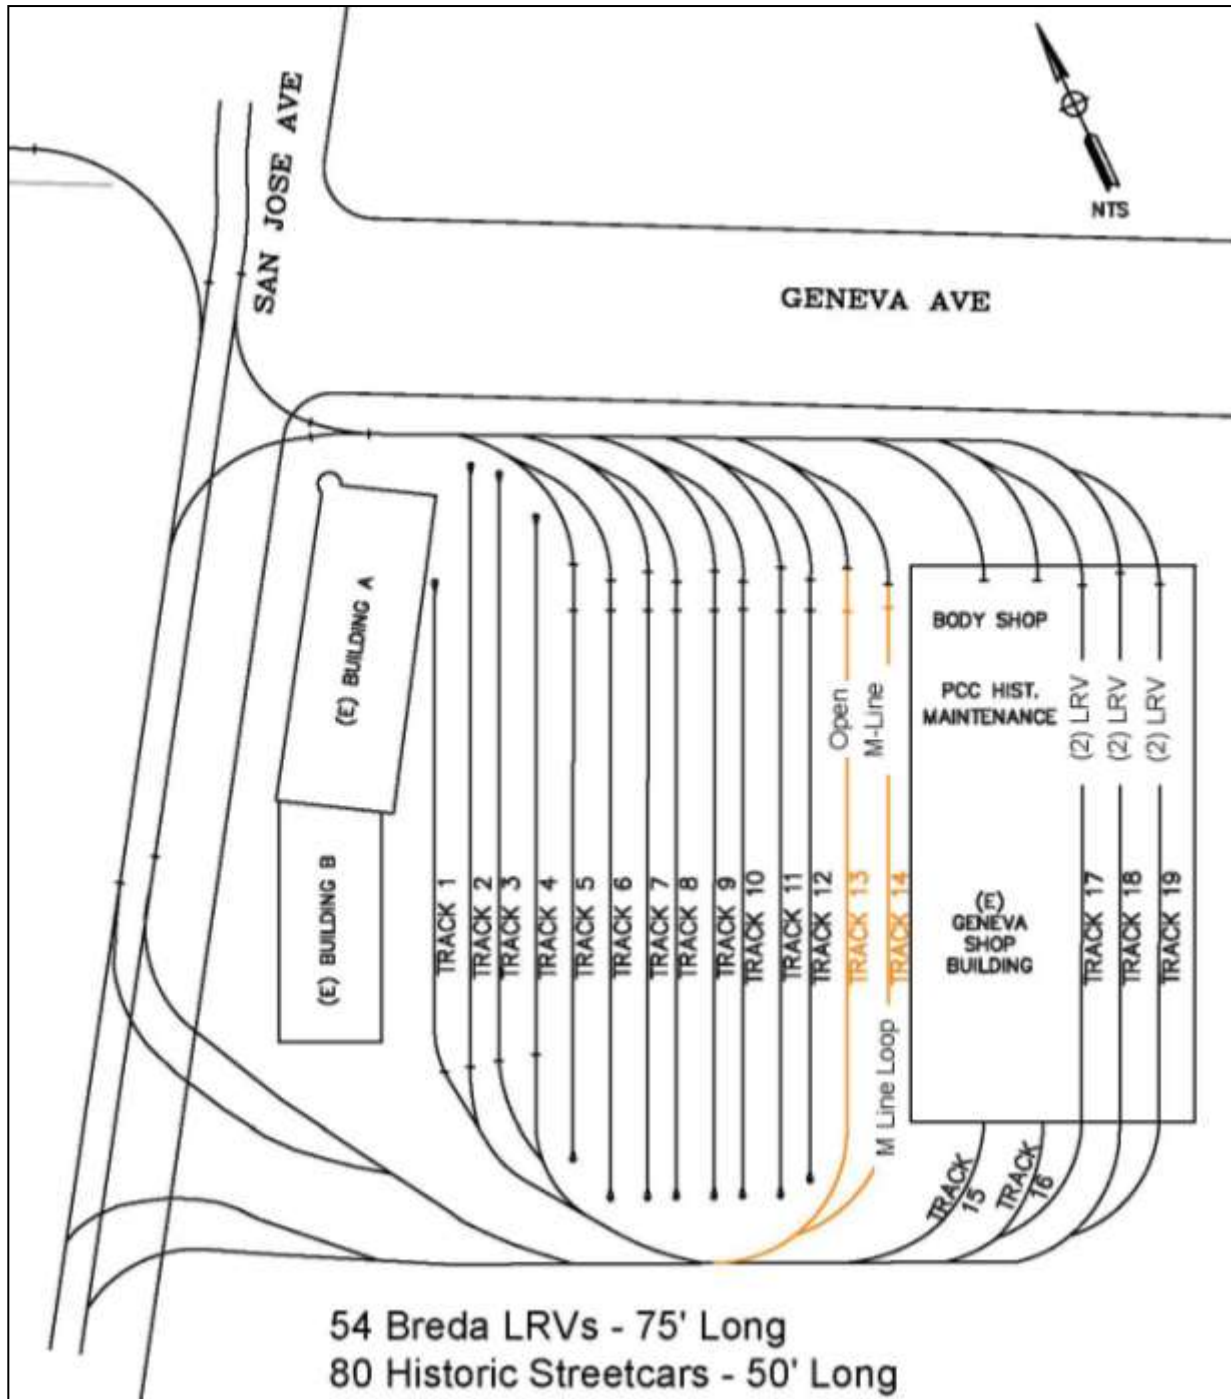 SAN JOSE AVE
NTS
GENEVA AVE
(E) BUILDING A
(E) BUILDING B
TRACK 1
TRACK 2
TRACK 3
TRACK 4
TRACK 5
TRACK 6
TRACK 7
TRACK 8
TRACK 9
TRACK 10
TRACK 11
TRACK 12
Open
TRACK 13
M-Line
TRACK 14
M Line Loop
BODY SHOP
PCC HIST.
MAINTENANCE
(2) LRV
(2) LRV
(2) LRV
(E)
GENEVA
SHOP
BUILDING
TRACK 17
TRACK 18
TRACK 19
TRACK
15
TRACK
16
54 Breda LRVs - 75' Long
80 Historic Streetcars - 50' Long